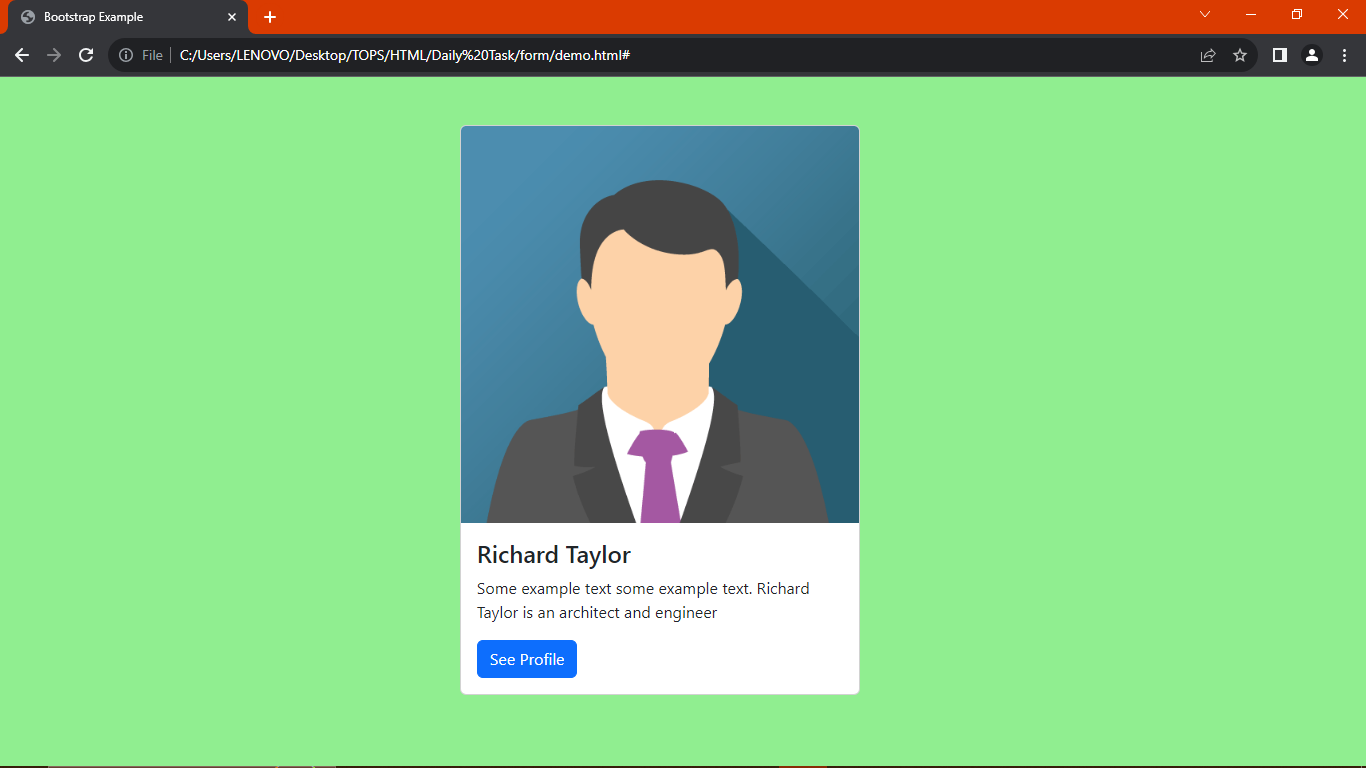 Bootstrap Example
File C:/Users/LENOVO/Desktop/TOPS/HTML/Daily%20Task/form/demo.html#
Richard Taylor
Some example text some example text. Richard
Taylor is an architect and engineer
See Profile